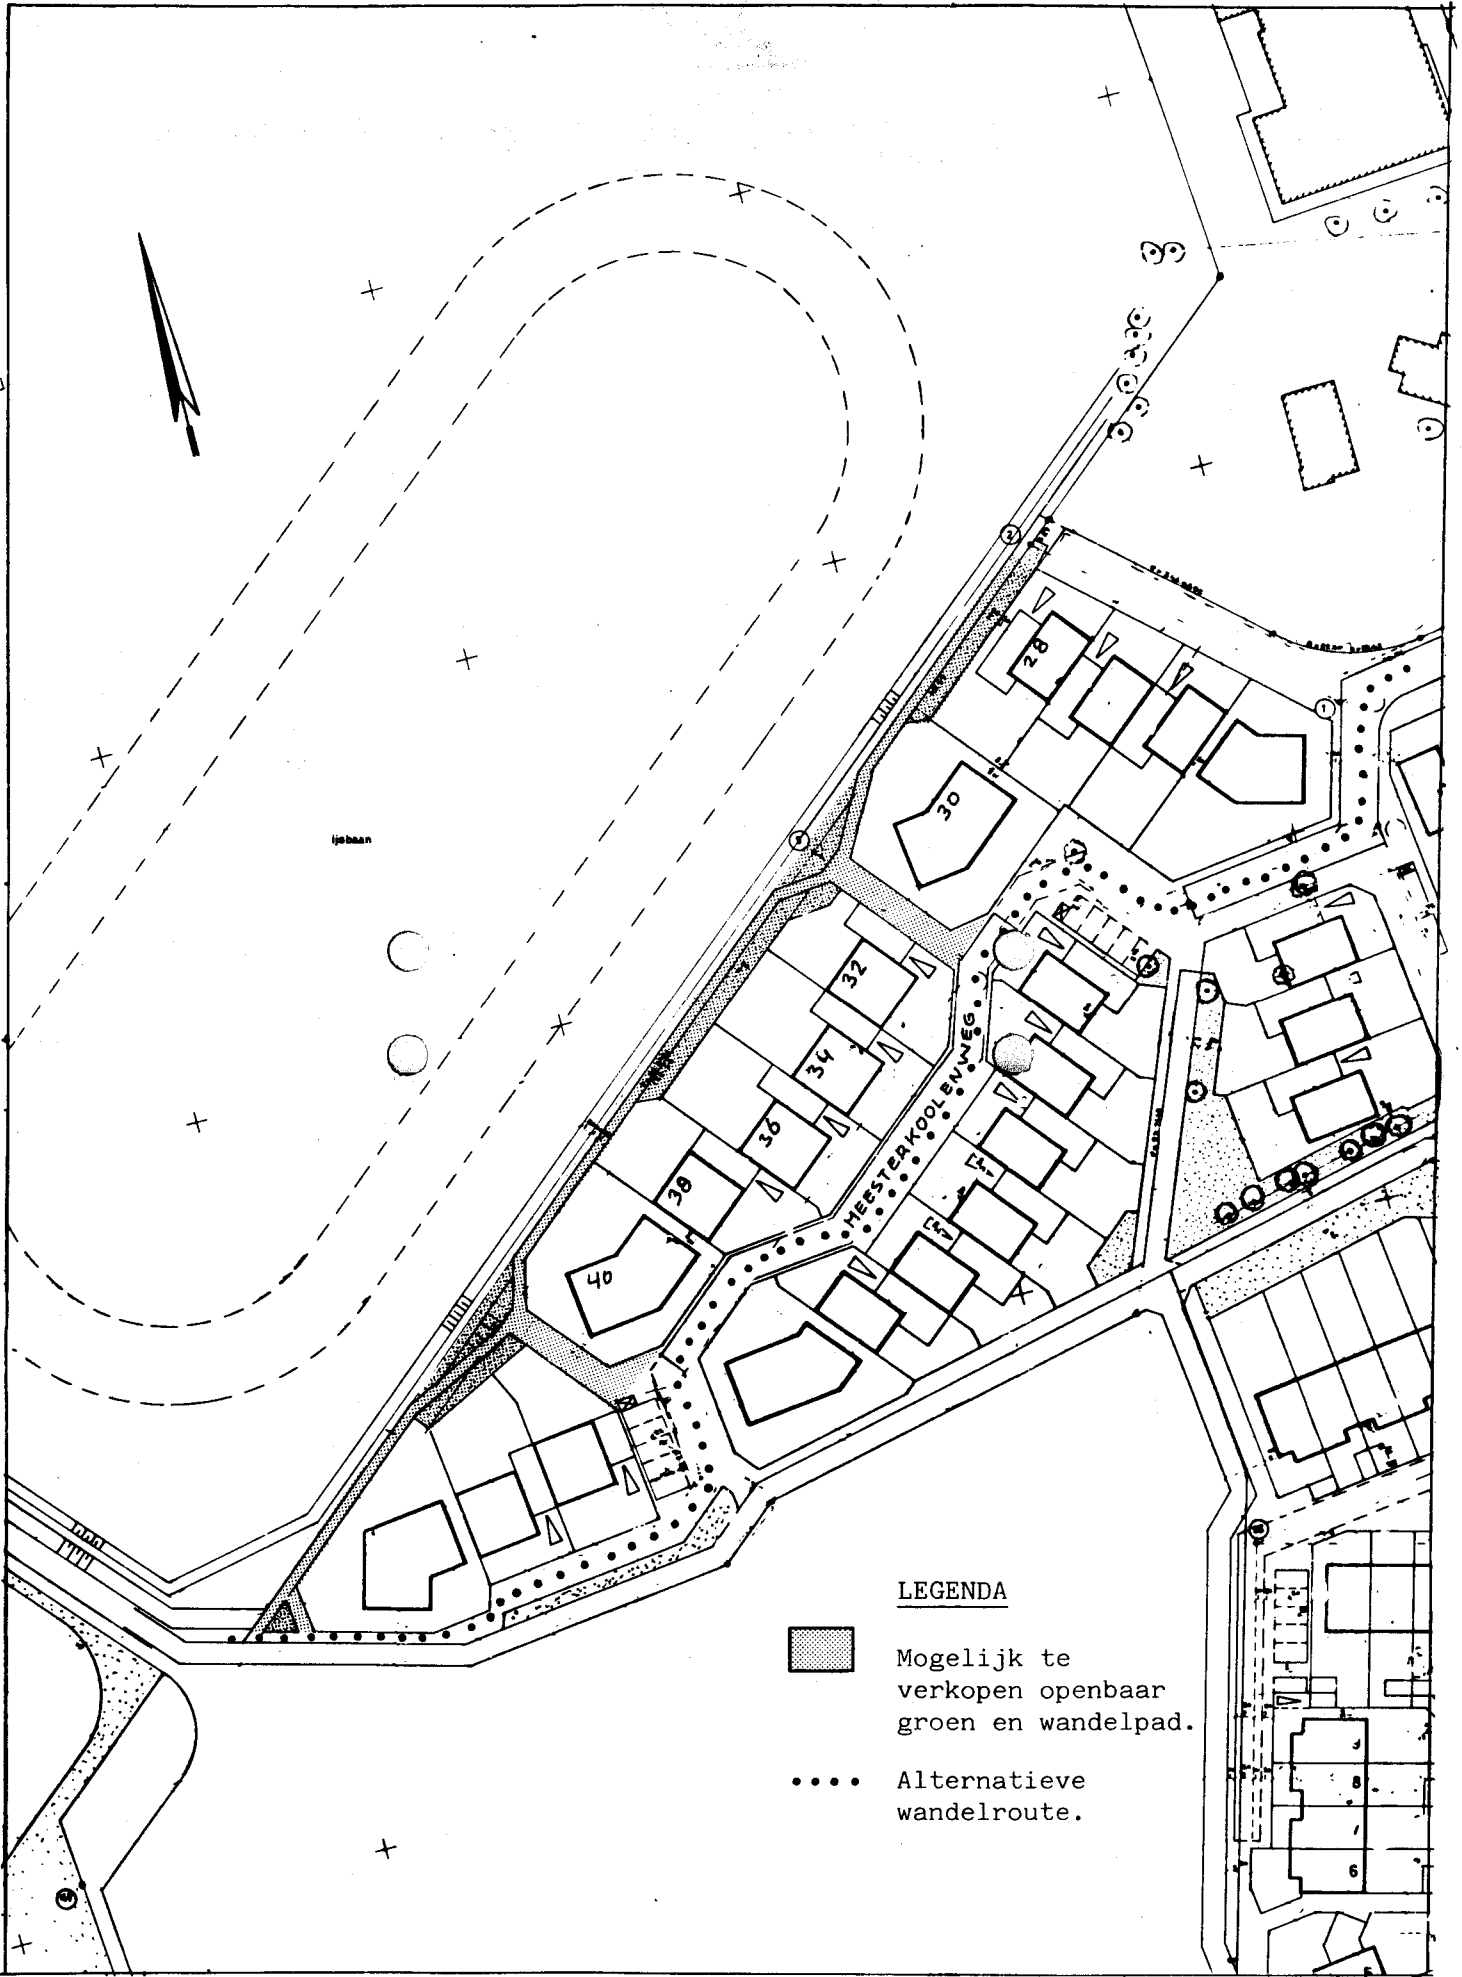 28
30
ijsbaan
32
34
MEESTERKOOLENWEG
36
38
40
LEGENDA
Mogelijk te
verkopen openbaar
groen en wandelpad.
Alternatieve
wandelroute.
8
6